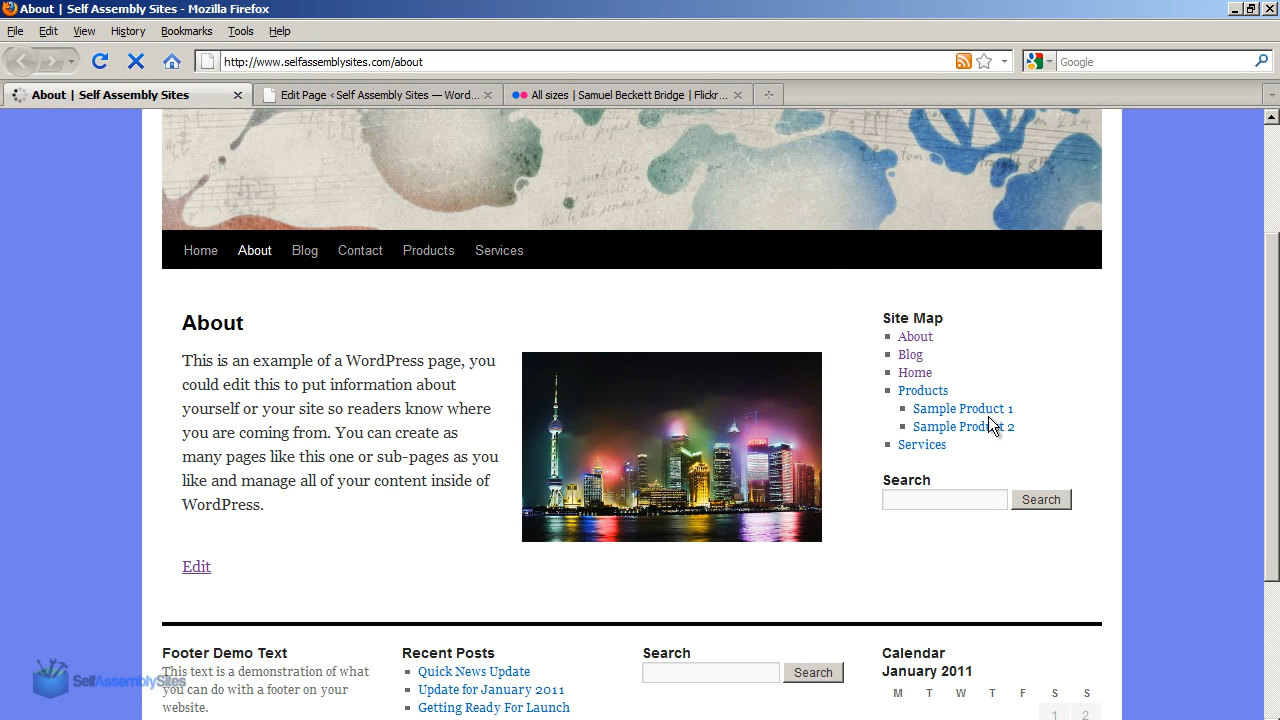 About | Self Assembly Sites - Mozilla Firefox
File Edit View History Bookmarks Tools Help
http://www.selfassemblysites.com/about
Google
About | Self Assembly Sites
Edit Page ‹ Self Assembly Sites — Word...
All sizes | Samuel Beckett Bridge | Flickr...
Home About Blog Contact Products Services
About
This is an example of a WordPress page, you
could edit this to put information about
yourself or your site so readers know where
you are coming from. You can create as
many pages like this one or sub-pages as you
like and manage all of your content inside of
WordPress.
Edit
Site Map
About
Blog
Home
Products
Sample Product 1
Sample Product 2
Services
Search
Search
Footer Demo Text
This text is a demonstration of what
you can do with a footer on your
website.
SelfAssemblySites
Recent Posts
Quick News Update
Update for January 2011
Getting Ready For Launch
Search
Search
Calendar
January 2011
M T W T F S S
1 2